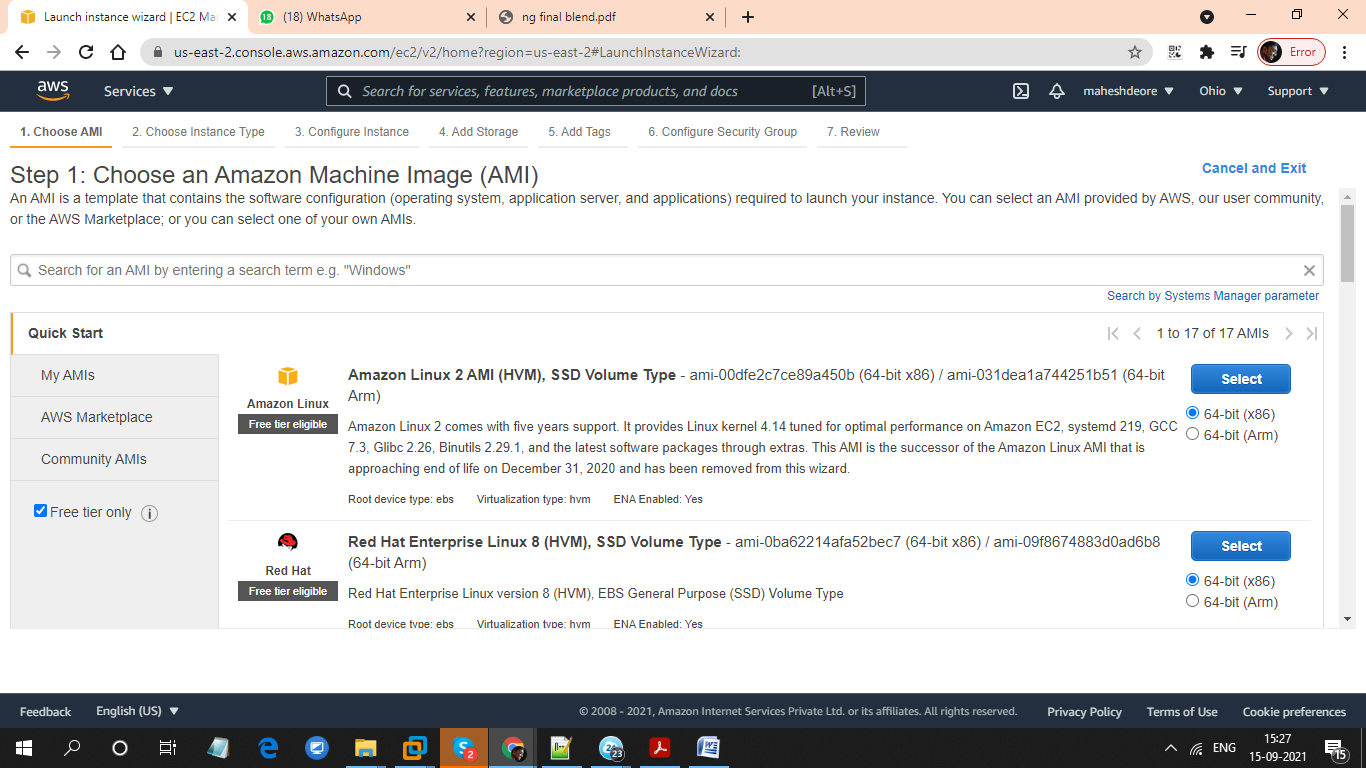 Launch instance wizard | EC2 Mar
(18) WhatsApp
ng final blend.pdf
us-east-2.console.aws.amazon.com/ec2/v2/home?region=us-east-2#LaunchInstanceWizard:
Error
aws
Services
Search for services, features, marketplace products, and docs
[Alt+S]
maheshdeore
Ohio
Support
1. Choose AMI
2. Choose Instance Type
3. Configure Instance
4. Add Storage
5. Add Tags
6. Configure Security Group
7. Review
Step 1: Choose an Amazon Machine Image (AMI)
Cancel and Exit
An AMI is a template that contains the software configuration (operating system, application server, and applications) required to launch your instance. You can select an AMI provided by AWS, our user community,
or the AWS Marketplace; or you can select one of your own AMIs.
Search for an AMI by entering a search term e.g. "Windows"
Search by Systems Manager parameter
Quick Start
1 to 17 of 17 AMIs
My AMIs
AWS Marketplace
Community AMIs
Free tier only
Amazon Linux
Free tier eligible
Amazon Linux 2 AMI (HVM), SSD Volume Type - ami-00dfe2c7ce89a450b (64-bit x86) / ami-031dea1a744251b51 (64-bit
Arm)
Amazon Linux 2 comes with five years support. It provides Linux kernel 4.14 tuned for optimal performance on Amazon EC2, systemd 219, GCC
7.3, Glibc 2.26, Binutils 2.29.1, and the latest software packages through extras. This AMI is the successor of the Amazon Linux AMI that is
approaching end of life on December 31, 2020 and has been removed from this wizard.
Root device type: ebs Virtualization type: hvm ENA Enabled: Yes
Select
64-bit (x86)
64-bit (Arm)
Red Hat
Free tier eligible
Red Hat Enterprise Linux 8 (HVM), SSD Volume Type - ami-0ba62214afa52bec7 (64-bit x86) / ami-09f8674883d0ad6b8
(64-bit Arm)
Red Hat Enterprise Linux version 8 (HVM), EBS General Purpose (SSD) Volume Type
Root device type: ebs Virtualization type: hvm ENA Enabled: Yes
Select
64-bit (x86)
64-bit (Arm)
Feedback
English (US)
© 2008 - 2021, Amazon Internet Services Private Ltd. or its affiliates. All rights reserved.
Privacy Policy
Terms of Use
Cookie preferences
2
23
ENG
15:27
15-09-2021
15